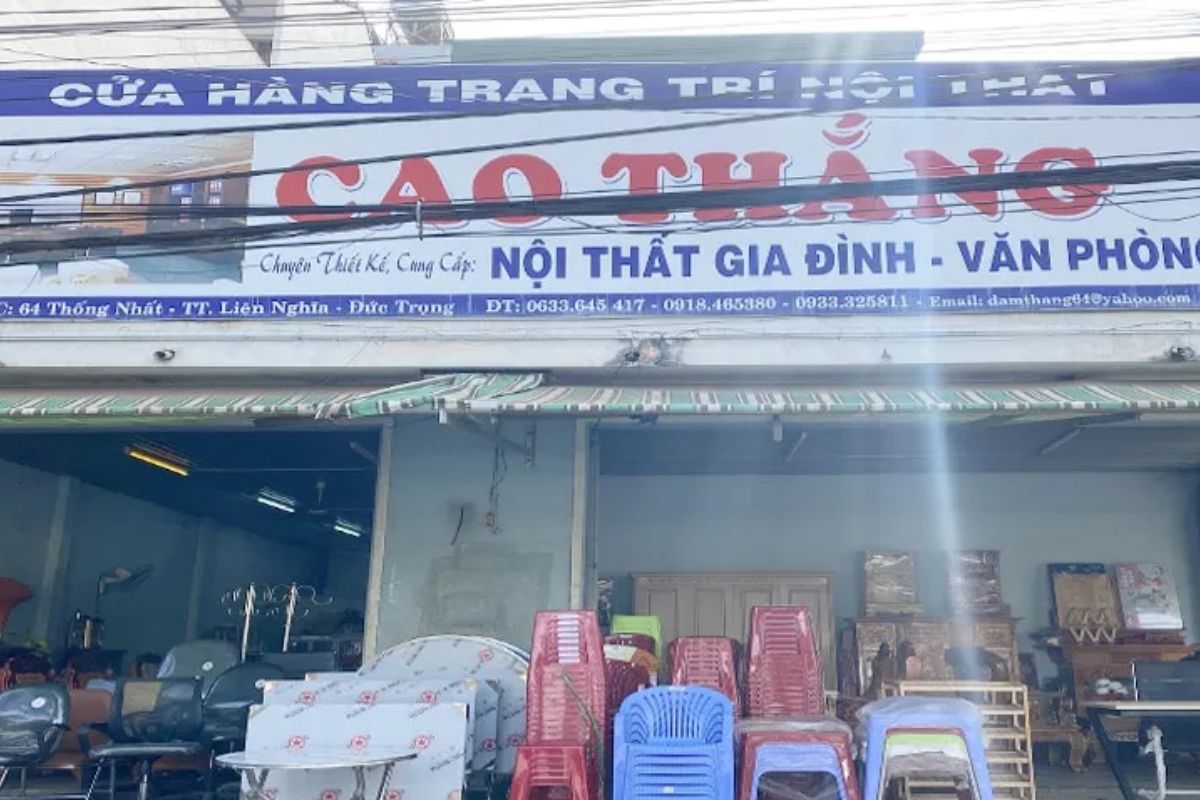 CỬA HÀNG TRANG TRÍ NỘI THẤT
CAO THẮNG
Chuyên Thiết Kế, Cung Cấp: NỘI THẤT GIA ĐÌNH - VĂN PHÒNG
C: 64 Thống Nhất - TT. Liên Nghĩa - Đức Trọng ĐT: 0633.645 417 - 0918.465380 - 0933.325811 - Email: damthang64@yahoo.com